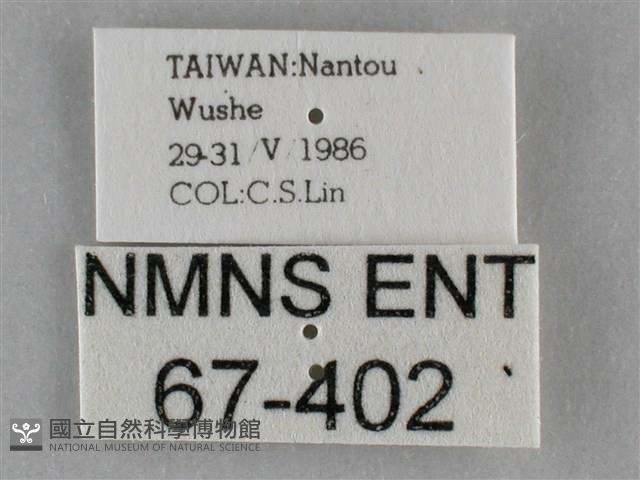 TAIWAN:Nantou
Wushe
29-31/V/1986
COL:C.S.Lin
NMNS ENT
67-402
國立自然科學博物館
NATIONAL MUSEUM OF NATURAL SCIENCE